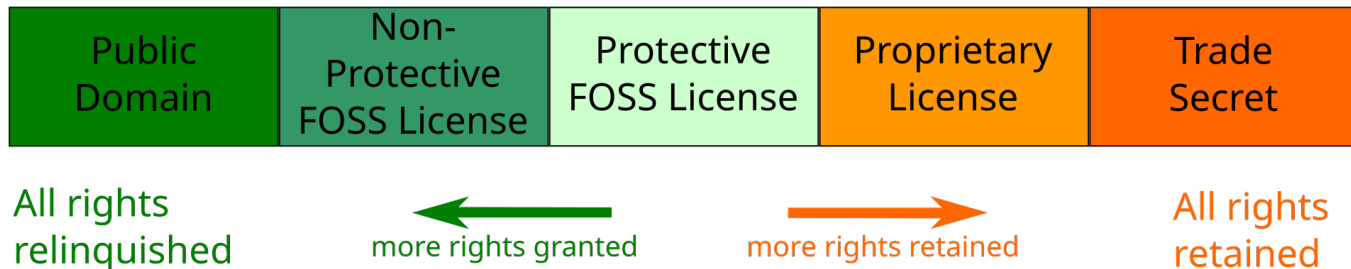 Public
Domain
Non-
Protective
FOSS License
Protective
FOSS License
Proprietary
License
Trade
Secret
All rights
relinquished
more rights granted
more rights retained
All rights
retained